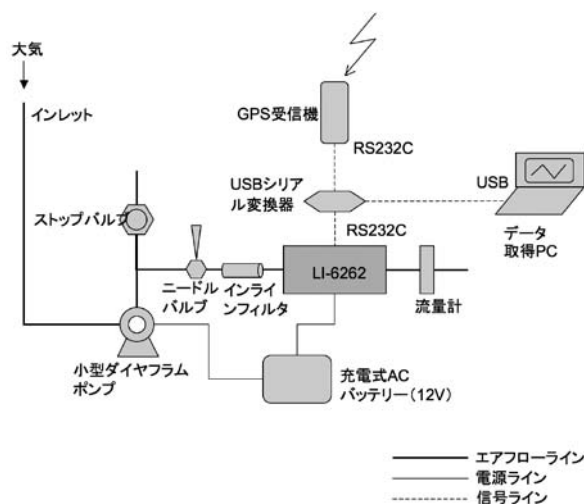 大気
インレット
GPS受信機
RS232C
USBシリア
ル変換器
USB
RS232C
データ
取得PC
ストップバルブ
ニードル
バルブ
インライ
ンフィルタ
LI-6262
流量計
小型ダイヤフラム
ポンプ
充電式AC
バッテリー(12V)
エアフローライン
電源ライン
信号ライン